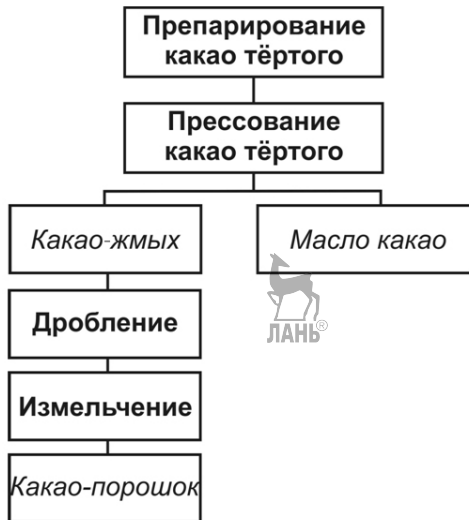 Препарирование
какао тёртого
Прессование
какао тёртого
Какао-жмых
Масло какао
Дробление
ЛАНЬ®
Измельчение
Какао-порошок